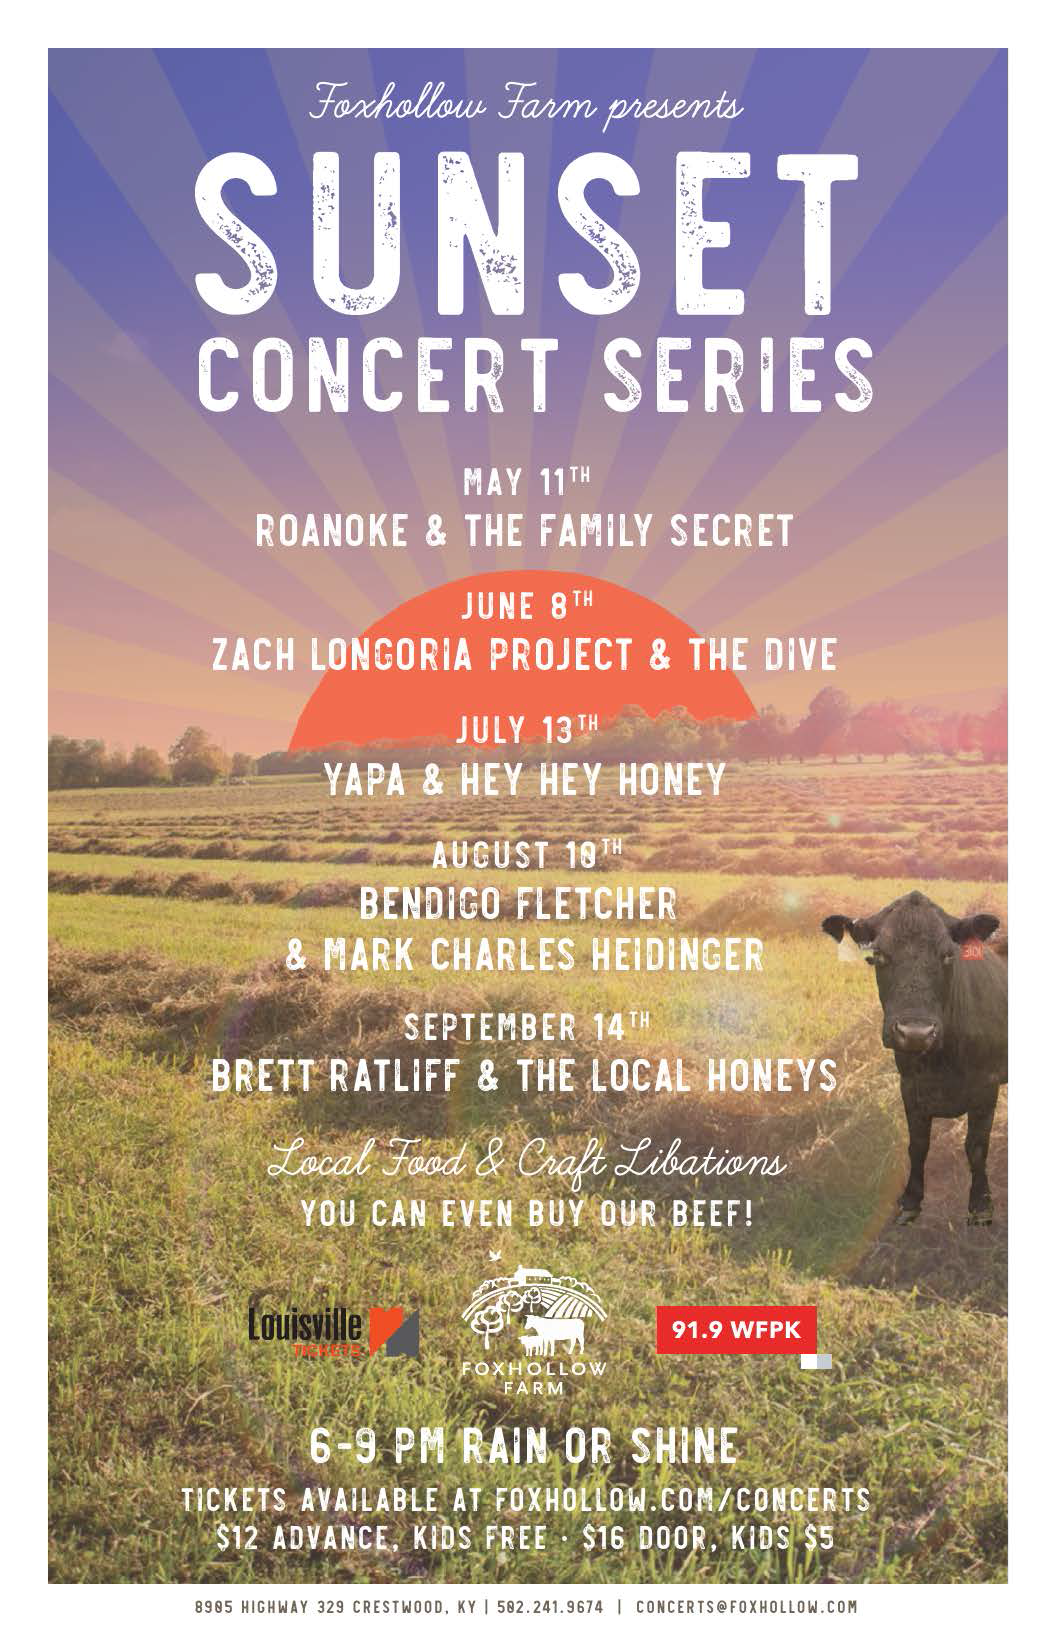 Foxhollow Farm presents
SUNSET
CONCERT SERIES
MAY 11TH
ROANOKE & THE FAMILY SECRET
JUNE 8TH
ZACH LONGORIA PROJECT & THE DIVE
JULY 13TH
YAPA & HEY HEY HONEY
AUGUST 10TH
BENDIGO FLETCHER
& MARK CHARLES HEIDINGER
SEPTEMBER 14TH
BRETT RATLIFF & THE LOCAL HONEYS
Local Food & Craft Libations
YOU CAN EVEN BUY OUR BEEF!
Louisville
TICKETS
FOXHOLLOW
FARM
91.9 WFPK
6-9 PM RAIN OR SHINE
TICKETS AVAILABLE AT FOXHOLLOW.COM/CONCERTS
$12 ADVANCE, KIDS FREE · $16 DOOR, KIDS $5
8905 HIGHWAY 329 CRESTWOOD, KY | 502.241.9674 | CONCERTS@FOXHOLLOW.COM